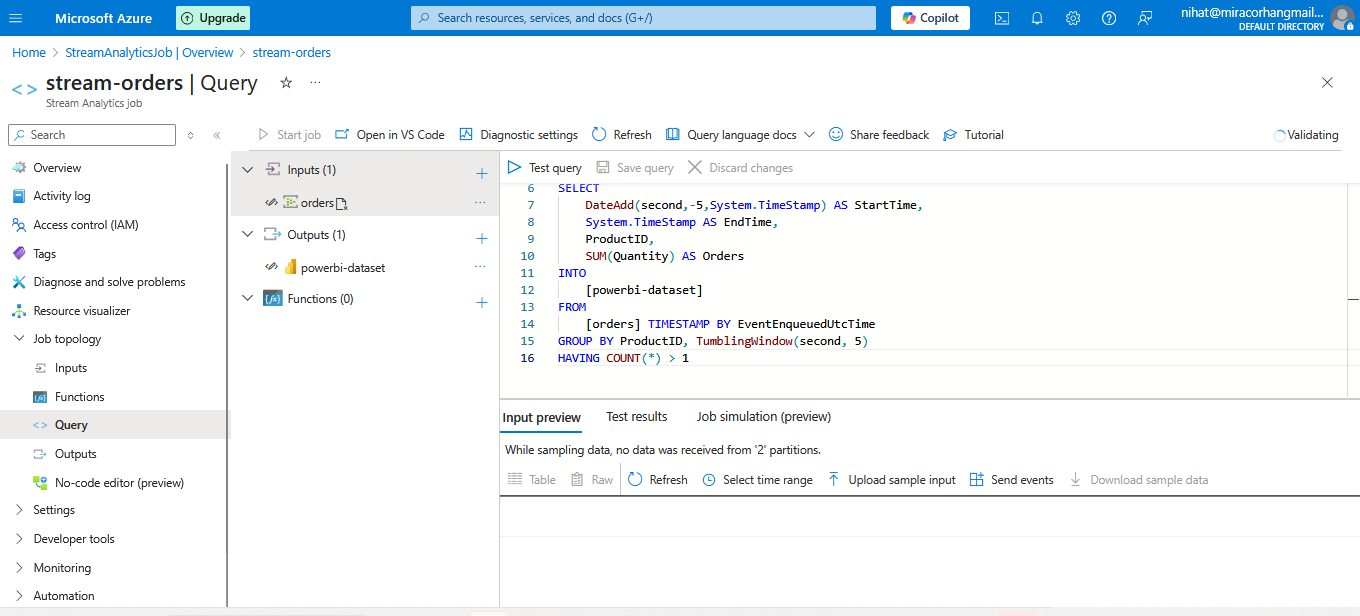 Microsoft Azure
Upgrade
Search resources, services, and docs (G+/)
Copilot
nihat@miracorhangmail...
DEFAULT DIRECTORY
Home > StreamAnalyticsJob | Overview > stream-orders
stream-orders | Query
Stream Analytics job
Search
Start job
Open in VS Code
Diagnostic settings
Refresh
Query language docs
Share feedback
Tutorial
Validating
Overview
Activity log
Access control (IAM)
Tags
Diagnose and solve problems
Resource visualizer
Job topology
Inputs
Functions
Query
Outputs
No-code editor (preview)
Settings
Developer tools
Monitoring
Automation
Inputs (1)
orders
Outputs (1)
powerbi-dataset
Functions (0)
Test query
Save query
Discard changes
6 SELECT
7 DateAdd(second,-5,System.TimeStamp) AS StartTime,
8 System.TimeStamp AS EndTime,
9 ProductID,
10 SUM(Quantity) AS Orders
11 INTO
12 [powerbi-dataset]
13 FROM
14 [orders] TIMESTAMP BY EventEnqueuedUtcTime
15 GROUP BY ProductID, TumblingWindow(second, 5)
16 HAVING COUNT(*) > 1
Input preview
Test results
Job simulation (preview)
While sampling data, no data was received from '2' partitions.
Table
Raw
Refresh
Select time range
Upload sample input
Send events
Download sample data